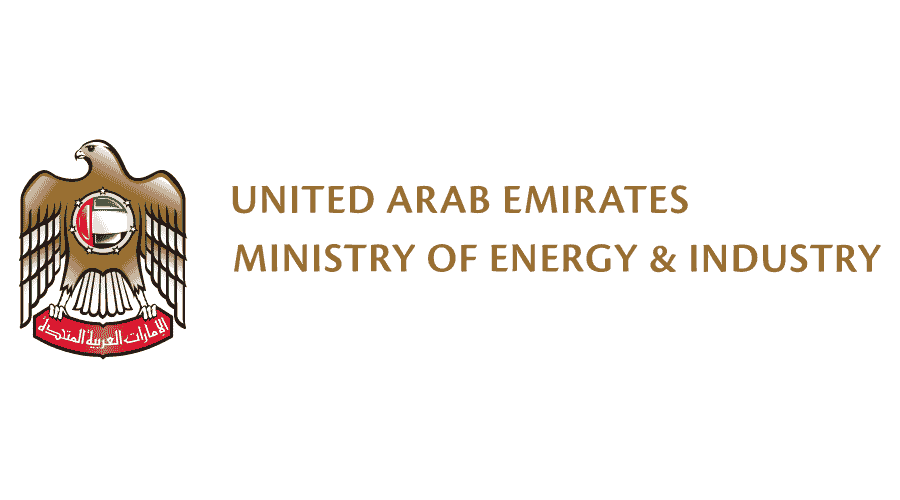 UNITED ARAB EMIRATES
MINISTRY OF ENERGY & INDUSTRY
الإمارات العربية المتحدة